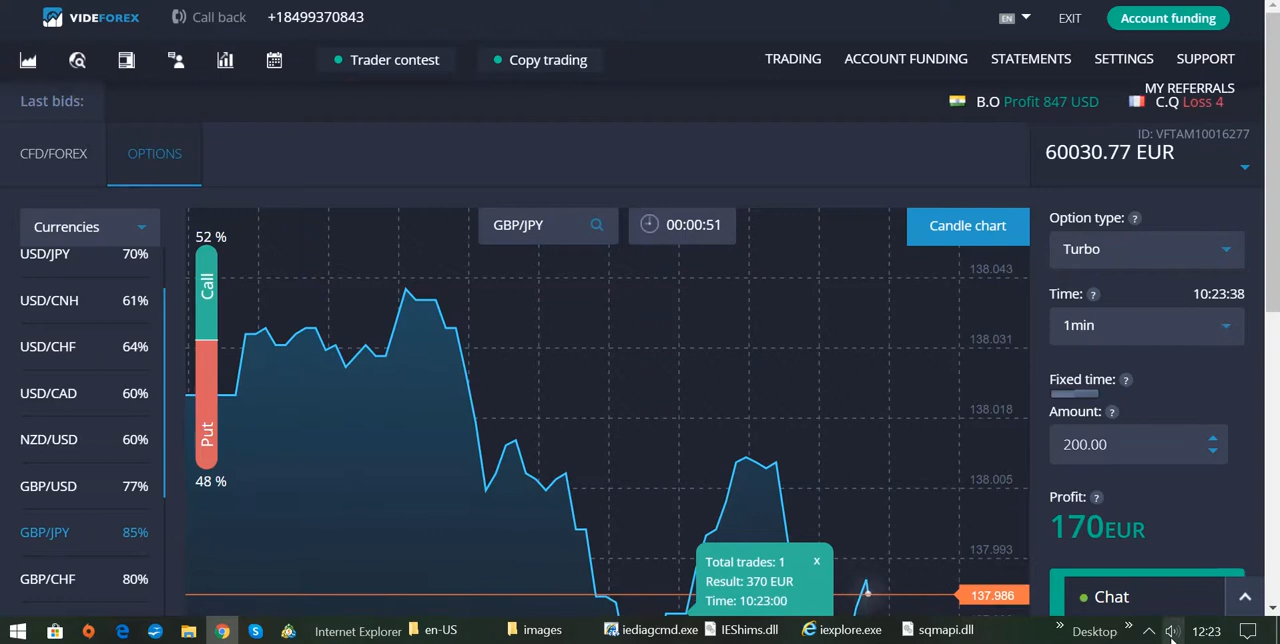 VIDEFOREX
Call back
+18499370843
EN
EXIT
Account funding
Trader contest
Copy trading
TRADING
ACCOUNT FUNDING
STATEMENTS
SETTINGS
SUPPORT
MY REFERRALS
Last bids:
B.O Profit 847 USD
C.Q Loss 4
CFD/FOREX
OPTIONS
ID: VFTAM10016277
60030.77 EUR
Currencies
USD/JPY 70%
USD/CNH 61%
USD/CHF 64%
USD/CAD 60%
NZD/USD 60%
GBP/USD 77%
GBP/JPY 85%
GBP/CHF 80%
52 %
Call
Put
48 %
GBP/JPY
00:00:51
Candle chart
138.043
138.031
138.018
138.005
137.993
137.986
Total trades: 1 x
Result: 370 EUR
Time: 10:23:00
Option type: ?
Turbo
Time: ? 10:23:38
1min
Fixed time: ?
Amount: ?
200.00
Profit: ?
170EUR
Chat
Internet Explorer
en-US
images
iediagcmd.exe
IEShims.dll
iexplore.exe
sqmapi.dll
Desktop
12:23